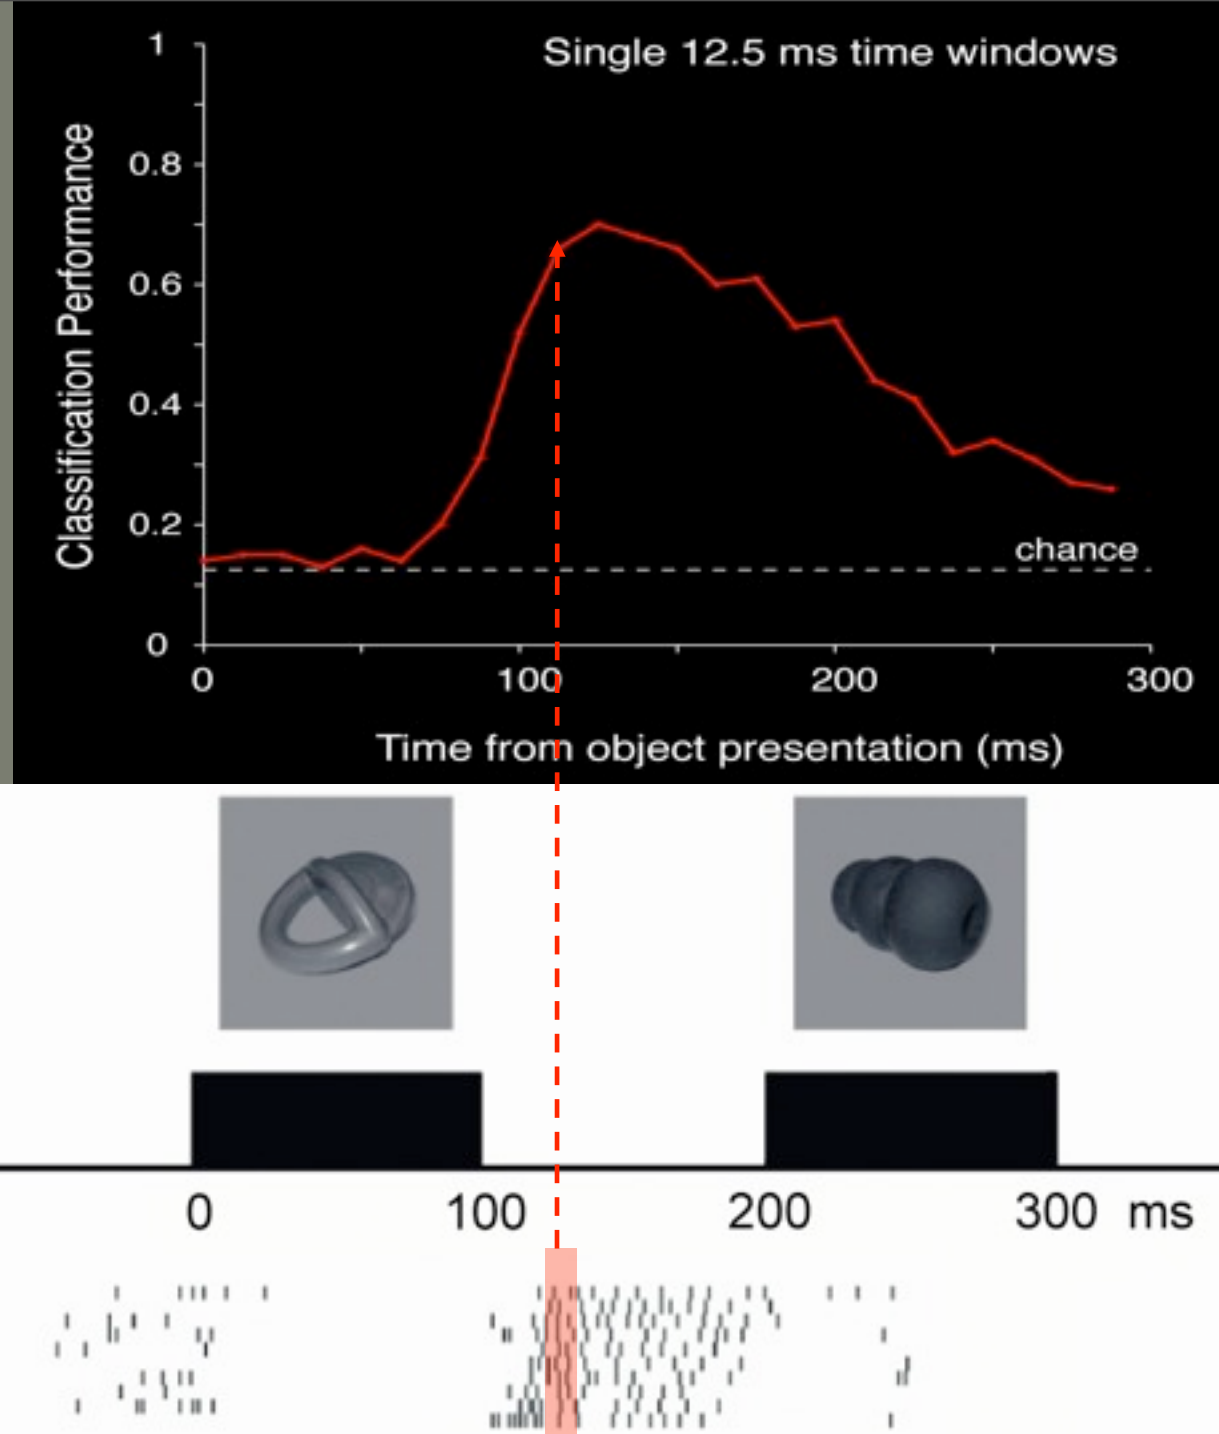 Single 12.5 ms time windows
Classification Performance
1
0.8
0.6
0.4
0.2
0
chance
0 100 200 300
Time from object presentation (ms)
0 100 200 300 ms